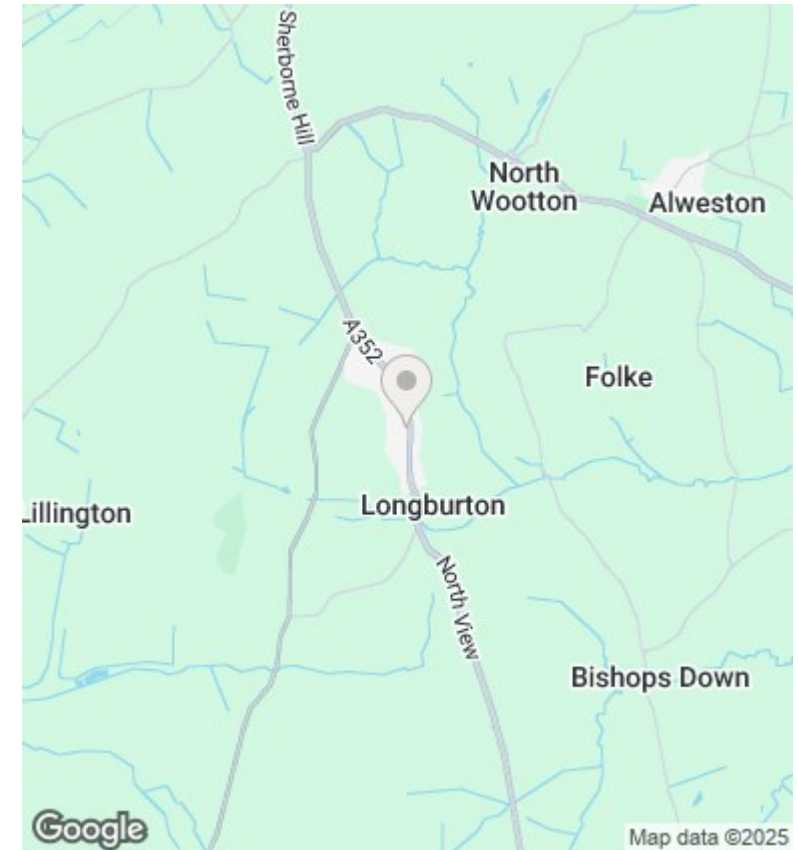 Sherborne Hill
North
Wootton
Alweston
A352
Folke
Lillington
Longburton
North View
Bishops Down
Google
Map data ©2025